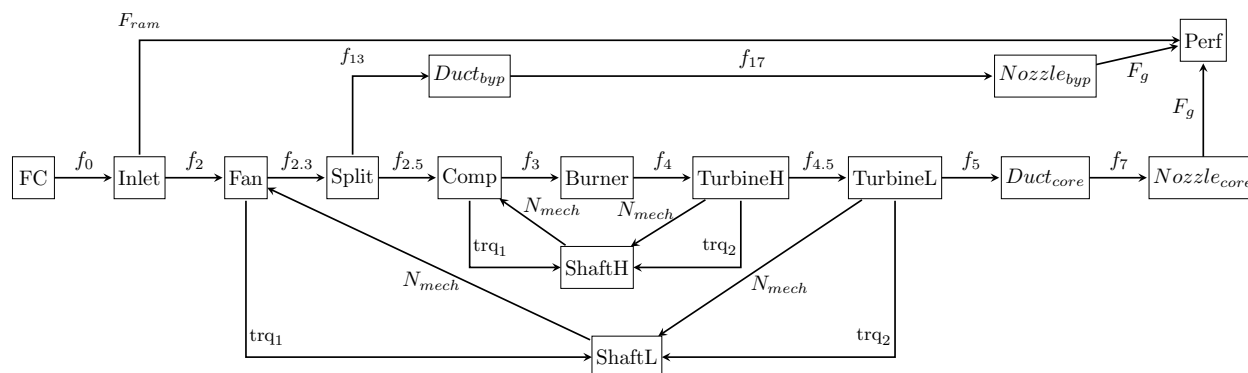 F_ram
Perf
f_13
f_17
Duct_byp
Nozzle_byp
F_g
F_g
f_0
f_2
f_2.3
f_2.5
f_3
f_4
f_4.5
f_5
f_7
FC
Inlet
Fan
Split
Comp
Burner
TurbineH
TurbineL
Duct_core
Nozzle_core
N_mech
N_mech
trq_1
trq_2
ShaftH
N_mech
N_mech
trq_1
trq_2
ShaftL